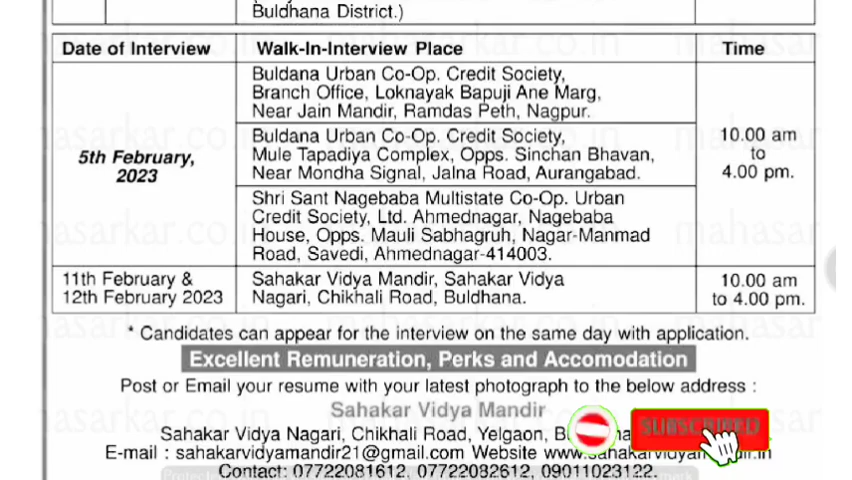 Buldhana District.)
Date of Interview
Walk-In-Interview Place
Time
5th February,
2023
Buldana Urban Co-Op. Credit Society,
Branch Office, Loknayak Bapuji Ane Marg,
Near Jain Mandir, Ramdas Peth, Nagpur.
Buldana Urban Co-Op. Credit Society,
Mule Tapadiya Complex, Opps. Sinchan Bhavan,
Near Mondha Signal, Jalna Road, Aurangabad.
Shri Sant Nagebaba Multistate Co-Op. Urban
Credit Society, Ltd. Ahmednagar, Nagebaba
House, Opps. Mauli Sabhagruh, Nagar-Manmad
Road, Savedi, Ahmednagar-414003.
10.00 am
to
4.00 pm.
11th February &
12th February 2023
Sahakar Vidya Mandir, Sahakar Vidya
Nagari, Chikhali Road, Buldhana.
10.00 am
to 4.00 pm.
* Candidates can appear for the interview on the same day with application.
Excellent Remuneration, Perks and Accomodation
Post or Email your resume with your latest photograph to the below address :
Sahakar Vidya Mandir
Sahakar Vidya Nagari, Chikhali Road, Yelgaon,
SUBSCRIBED
E-mail : sahakarvidyamandir21@gmail.com Website
Contact: 07722081612, 07722082612, 09011023122.